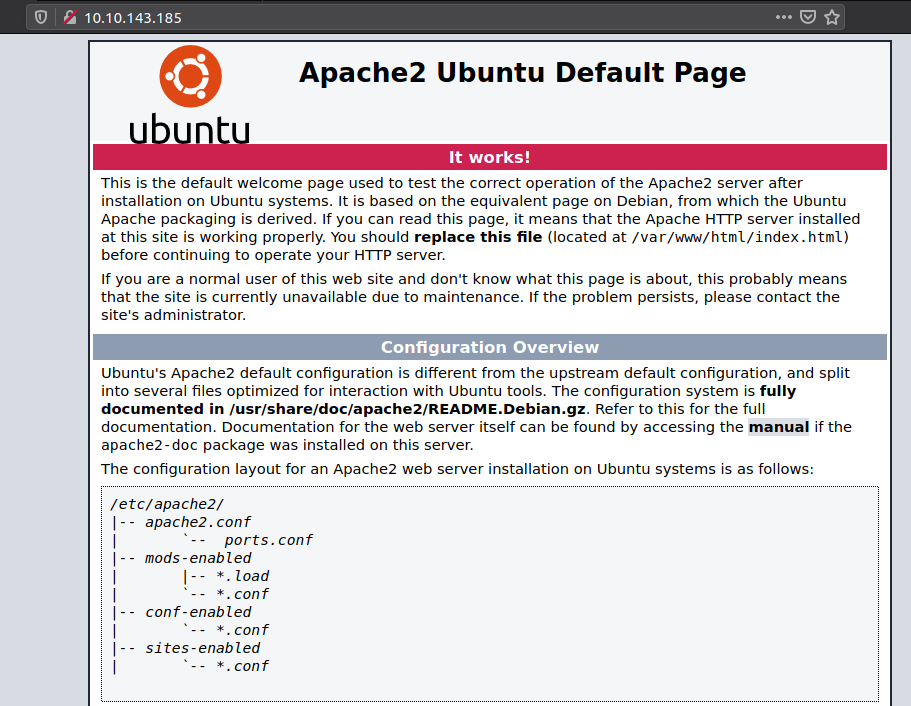 10.10.143.185
Apache2 Ubuntu Default Page
ubuntu
It works!
This is the default welcome page used to test the correct operation of the Apache2 server after
installation on Ubuntu systems. It is based on the equivalent page on Debian, from which the Ubuntu
Apache packaging is derived. If you can read this page, it means that the Apache HTTP server installed
at this site is working properly. You should replace this file (located at /var/www/html/index.html)
before continuing to operate your HTTP server.
If you are a normal user of this web site and don't know what this page is about, this probably means
that the site is currently unavailable due to maintenance. If the problem persists, please contact the
site's administrator.
Configuration Overview
Ubuntu's Apache2 default configuration is different from the upstream default configuration, and split
into several files optimized for interaction with Ubuntu tools. The configuration system is fully
documented in /usr/share/doc/apache2/README.Debian.gz. Refer to this for the full
documentation. Documentation for the web server itself can be found by accessing the manual if the
apache2-doc package was installed on this server.
The configuration layout for an Apache2 web server installation on Ubuntu systems is as follows:
/etc/apache2/
|-- apache2.conf
|       `--  ports.conf
|-- mods-enabled
|       |-- *.load
|       `-- *.conf
|-- conf-enabled
|       `-- *.conf
|-- sites-enabled
|       `-- *.conf